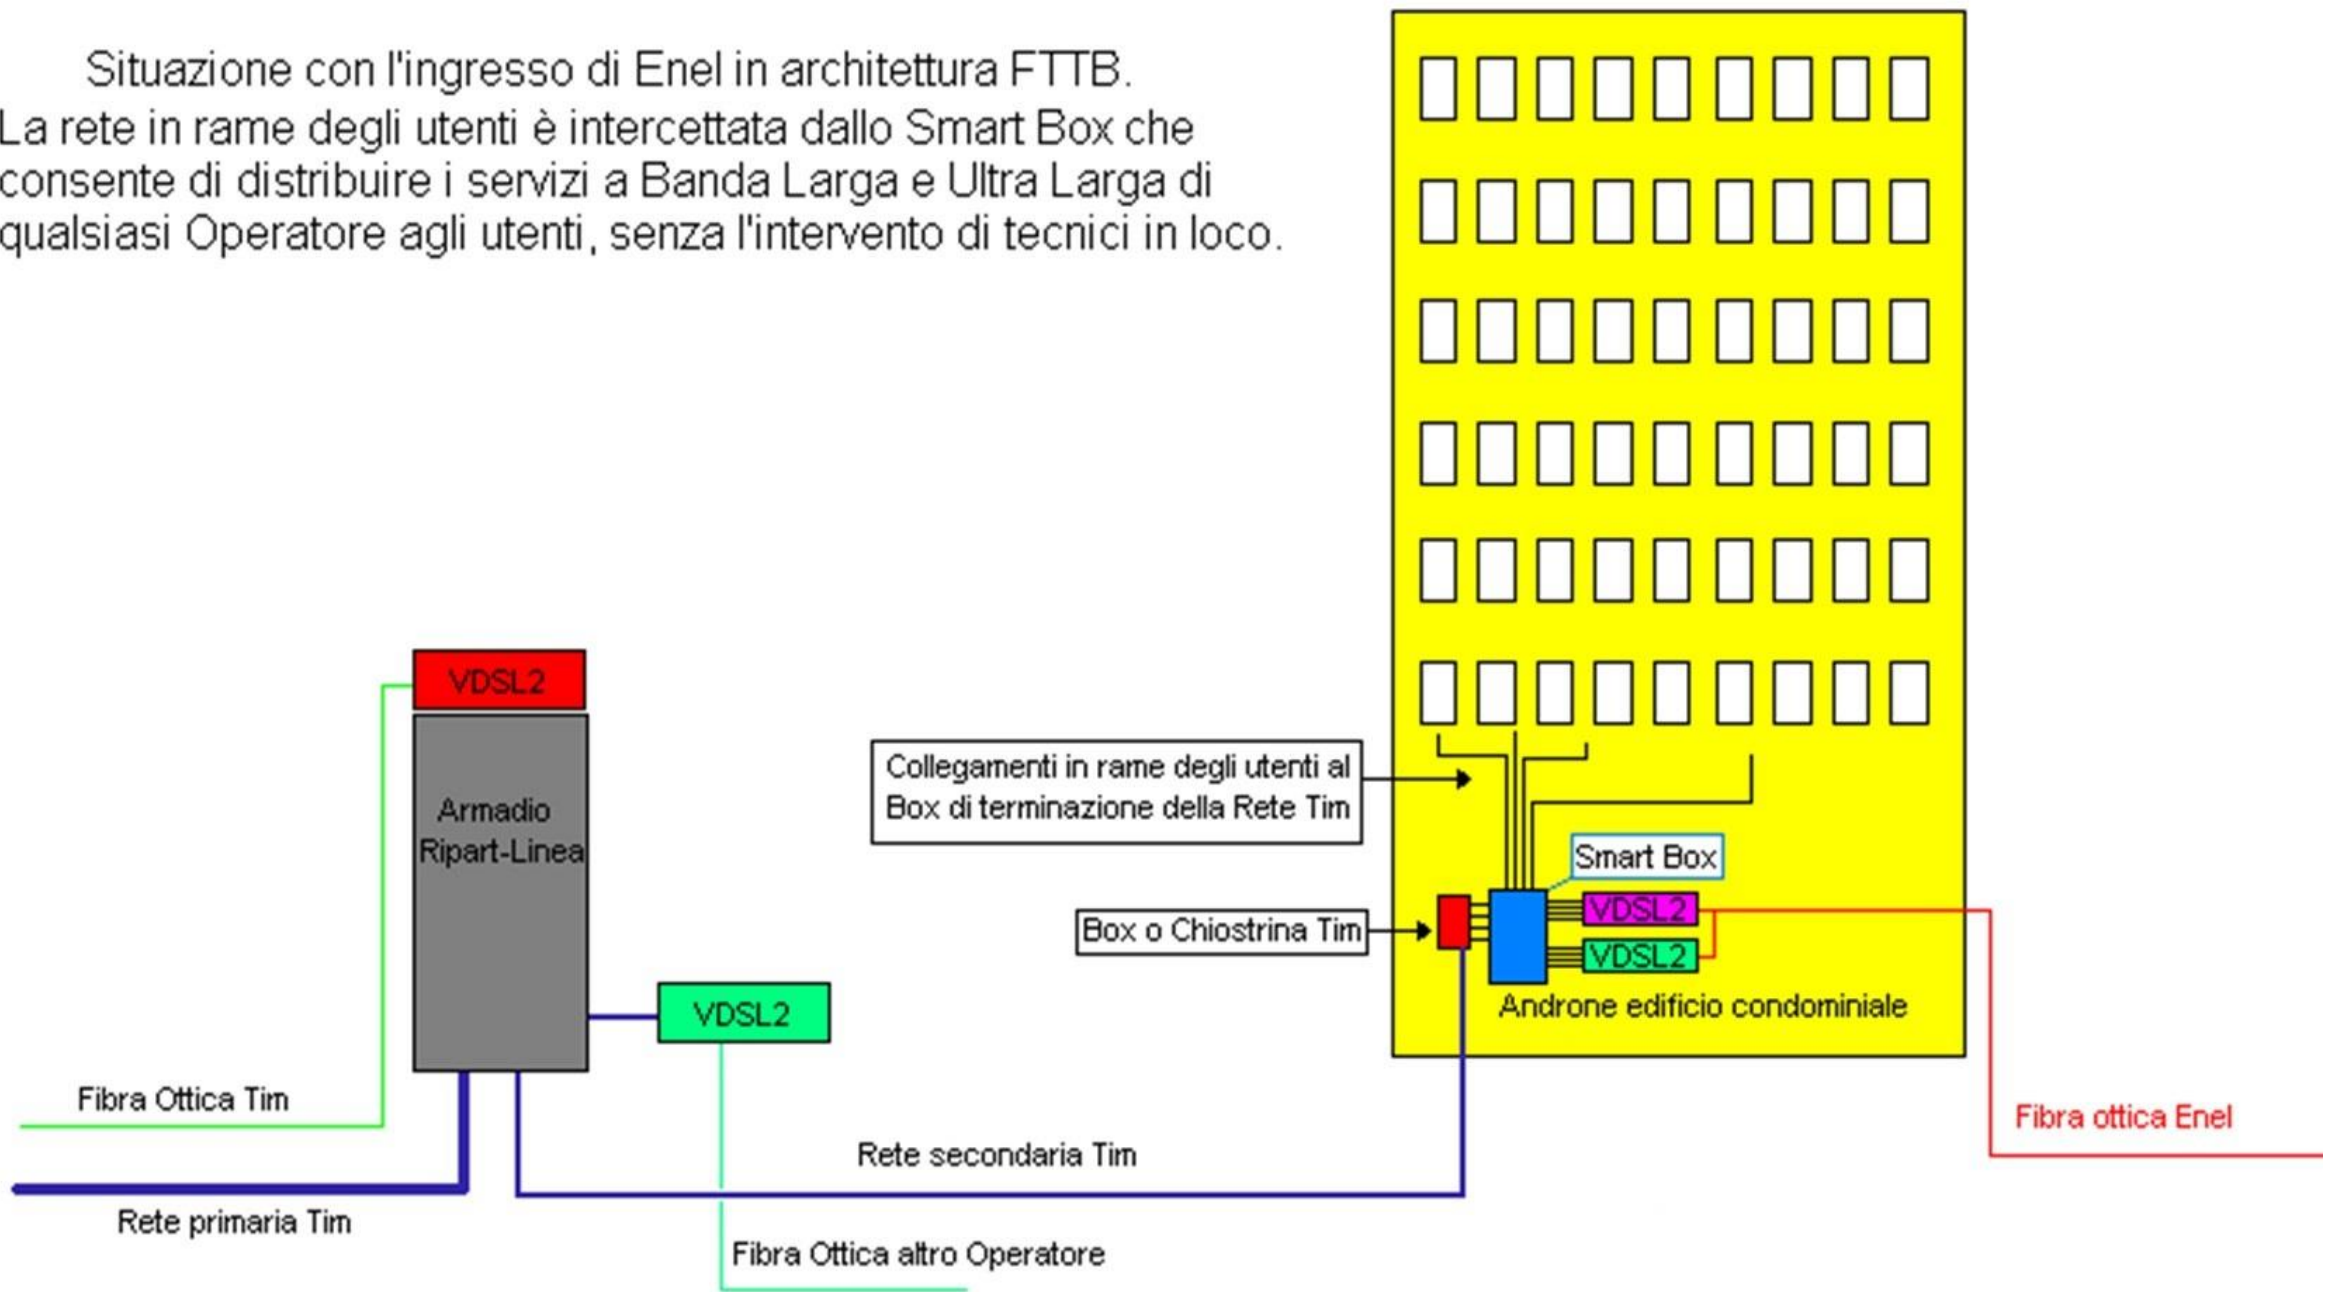 Situazione con l'ingresso di Enel in architettura FTTB.
La rete in rame degli utenti è intercettata dallo Smart Box che
consente di distribuire i servizi a Banda Larga e Ultra Larga di
qualsiasi Operatore agli utenti, senza l'intervento di tecnici in loco.
VDSL2
Armadio
Ripart-Linea
Collegamenti in rame degli utenti al
Box di terminazione della Rete Tim
Smart Box
Box o Chiostrina Tim
VDSL2
VDSL2
Androne edificio condominiale
VDSL2
Fibra Ottica Tim
Fibra ottica Enel
Rete secondaria Tim
Rete primaria Tim
Fibra Ottica altro Operatore